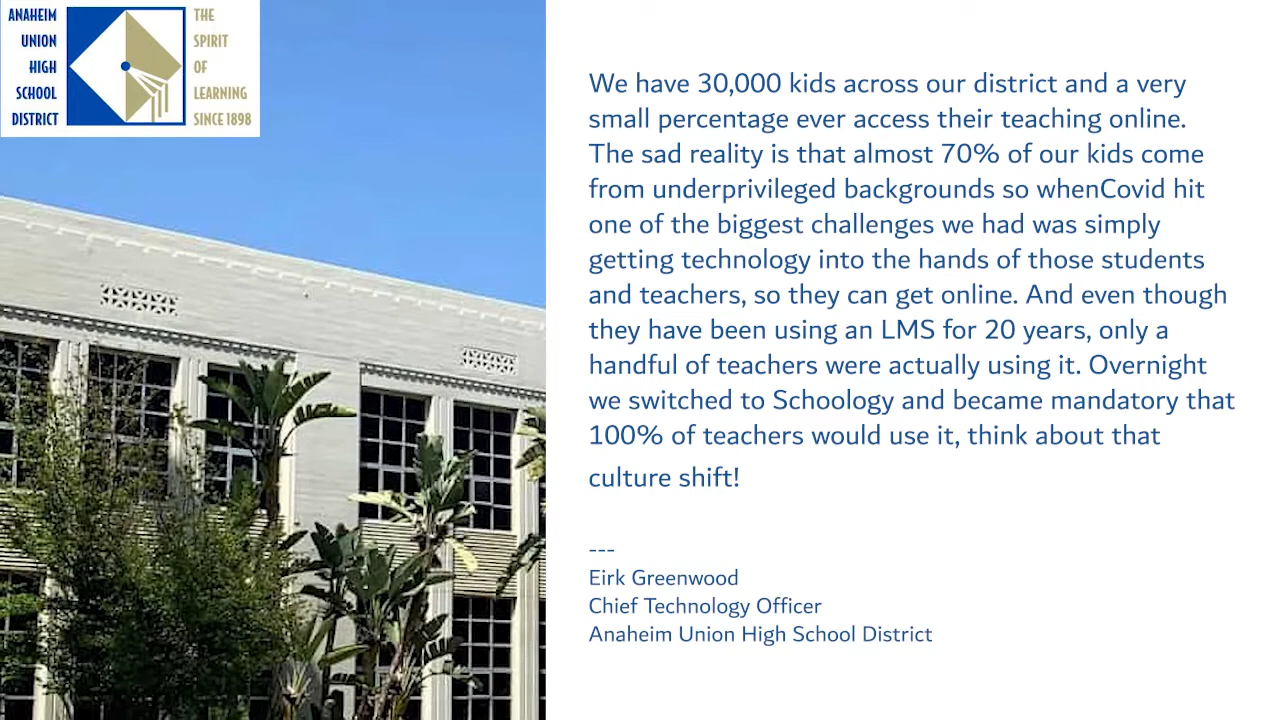 ANAHEIM
UNION
HIGH
SCHOOL
DISTRICT
THE
SPIRIT
OF
LEARNING
SINCE 1898
We have 30,000 kids across our district and a very
small percentage ever access their teaching online.
The sad reality is that almost 70% of our kids come
from underprivileged backgrounds so whenCovid hit
one of the biggest challenges we had was simply
getting technology into the hands of those students
and teachers, so they can get online. And even though
they have been using an LMS for 20 years, only a
handful of teachers were actually using it. Overnight
we switched to Schoology and became mandatory that
100% of teachers would use it, think about that
culture shift!
---
Eirk Greenwood
Chief Technology Officer
Anaheim Union High School District